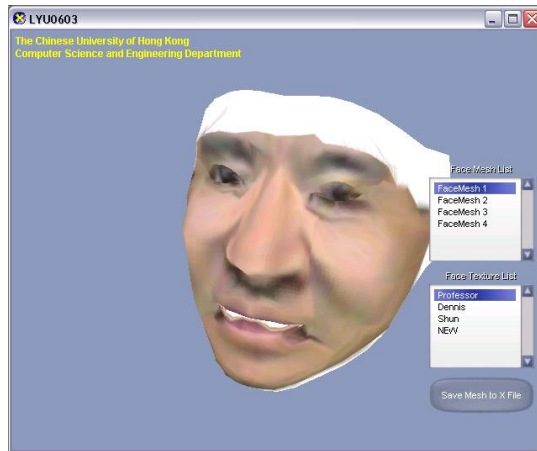 LYU0603
The Chinese University of Hong Kong
Computer Science and Engineering Department
Face Mesh List
FaceMesh 1
FaceMesh 2
FaceMesh 3
FaceMesh 4
Face Texture List
Professor
Dennis
Shun
NEW
Save Mesh to X File